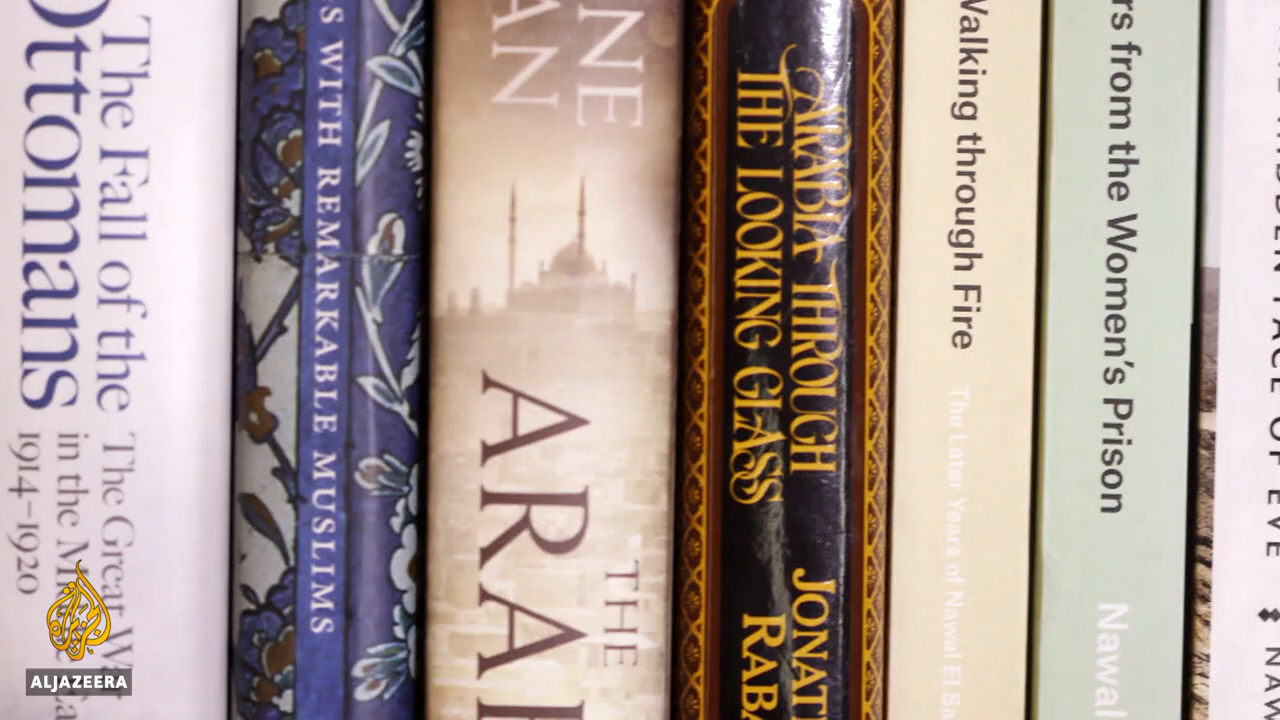 The Fall of the
Ottomans
The Great War
in the Mi
1914–1920
S WITH REMARKABLE MUSLIMS
NE
AN
THE
ARA
ARABIA THROUGH
THE LOOKING GLASS
JONAT
RABA
Walking through Fire
The Later Years of Nawal El Sa
rs from the Women's Prison
Nawal
DEN FACE OF EVE
NAW
ALJAZEERA